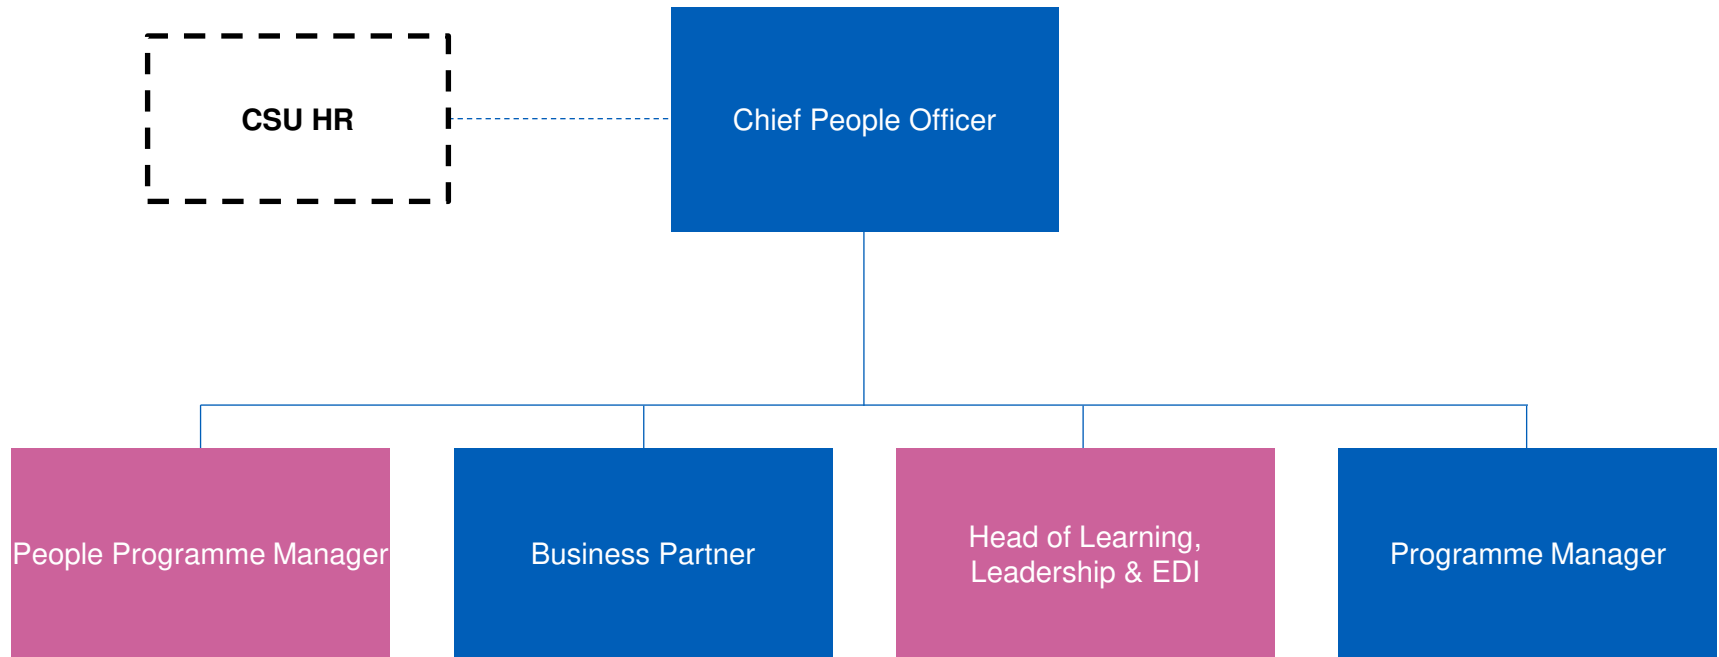 CSU HR
Chief People Officer
People Programme Manager
Business Partner
Head of Learning,
Leadership & EDI
Programme Manager